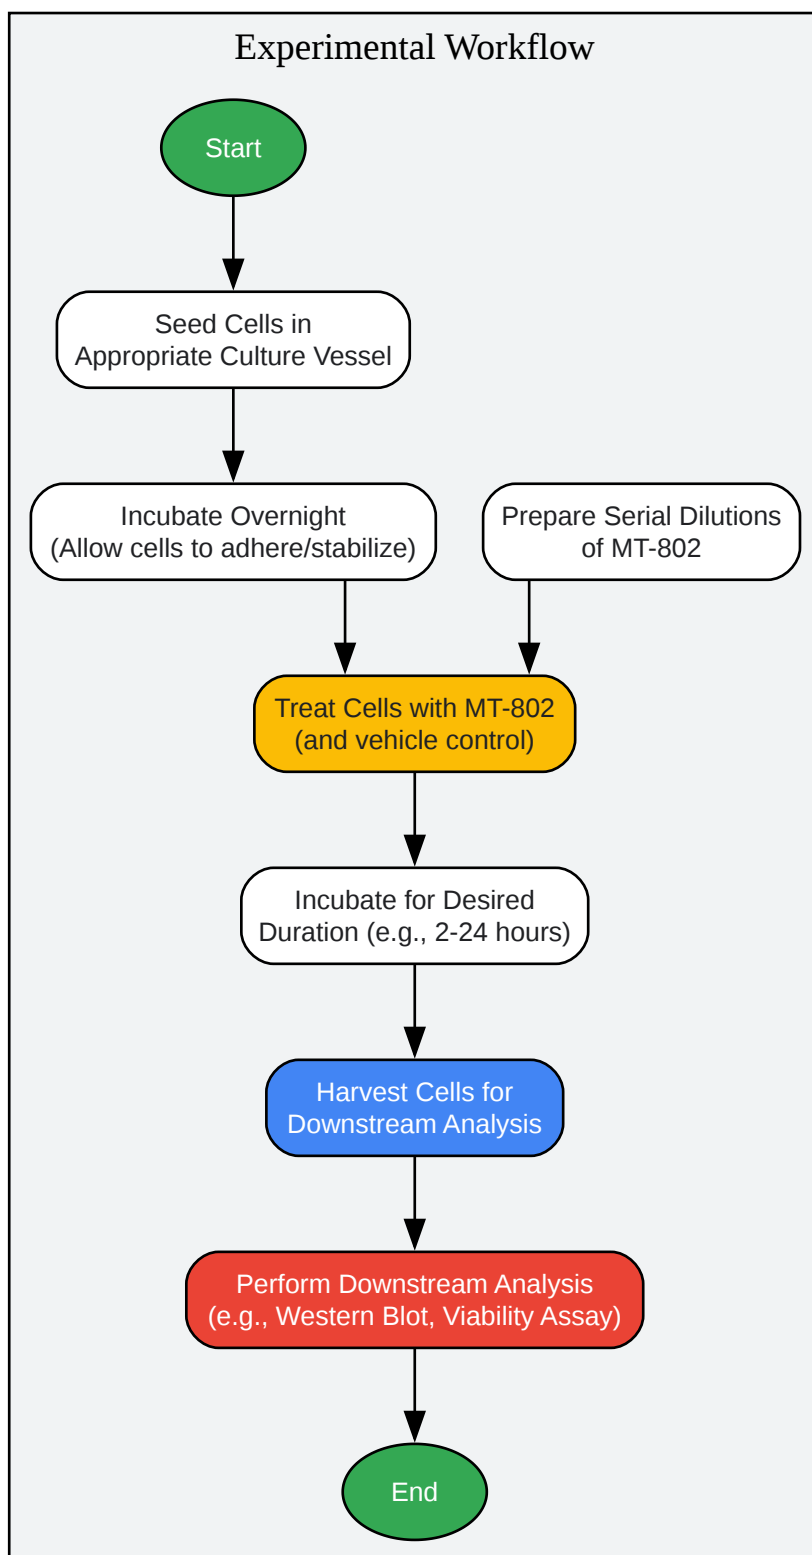 Experimental Workflow
Start
Seed Cells in
Appropriate Culture Vessel
Incubate Overnight
(Allow cells to adhere/stabilize)
Prepare Serial Dilutions
of MT-802
Treat Cells with MT-802
(and vehicle control)
Incubate for Desired
Duration (e.g., 2-24 hours)
Harvest Cells for
Downstream Analysis
Perform Downstream Analysis
(e.g., Western Blot, Viability Assay)
End